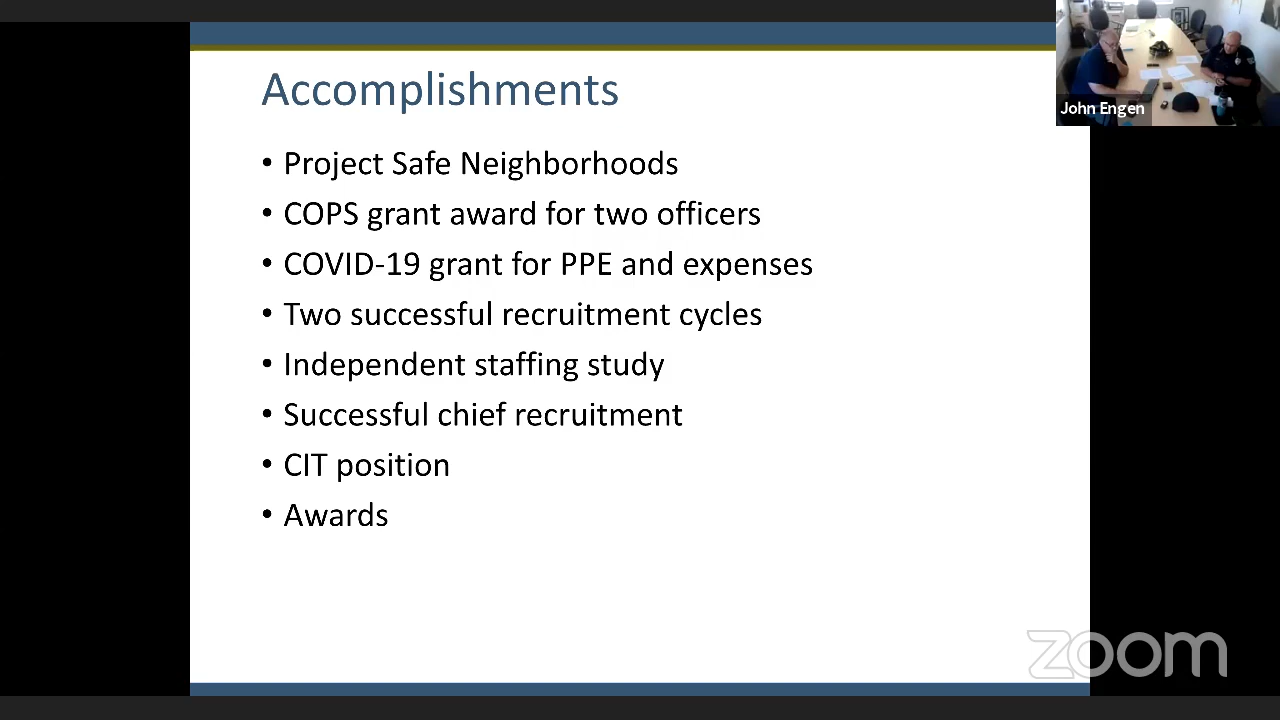 Accomplishments
• Project Safe Neighborhoods
• COPS grant award for two officers
• COVID-19 grant for PPE and expenses
• Two successful recruitment cycles
• Independent staffing study
• Successful chief recruitment
• CIT position
• Awards
John Engen
zoom